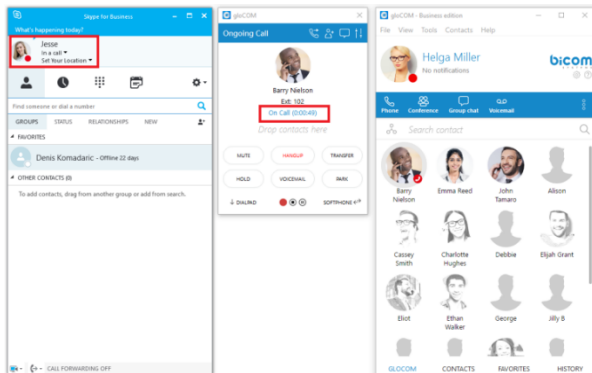 Skype for Business
What's happening today?
Jesse
In a call
Set Your Location
Find someone or dial a number
GROUPS STATUS RELATIONSHIPS NEW
FAVORITES
Denis Komadaric - Offline 22 days
OTHER CONTACTS (0)
To add contacts, drag from another group or add from search.
CALL FORWARDING OFF
gloCOM
Ongoing Call
Barry Nielson
Ext: 102
On Call (0:00:49)
Drop contacts here
MUTE HANGUP TRANSFER
HOLD VOICEMAIL PARK
DIALPAD SOFTPHONE
gloCOM - Business edition
File View Tools Contacts Help
Helga Miller
No notifications
bicom
Phone Conference Group chat Voicemail
Search contact
Barry Nielson Emma Reed John Tamaro Alison
Cassey Smith Charlotte Hughes Debbie Elijah Grant
Eliot Ethan Walker George Jilly B
GLOCOM CONTACTS FAVORITES HISTORY